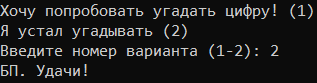 Хочу попробовать угадать цифру! (1)
Я устал угадывать (2)
Введите номер варианта (1-2): 2
БП. Удачи!